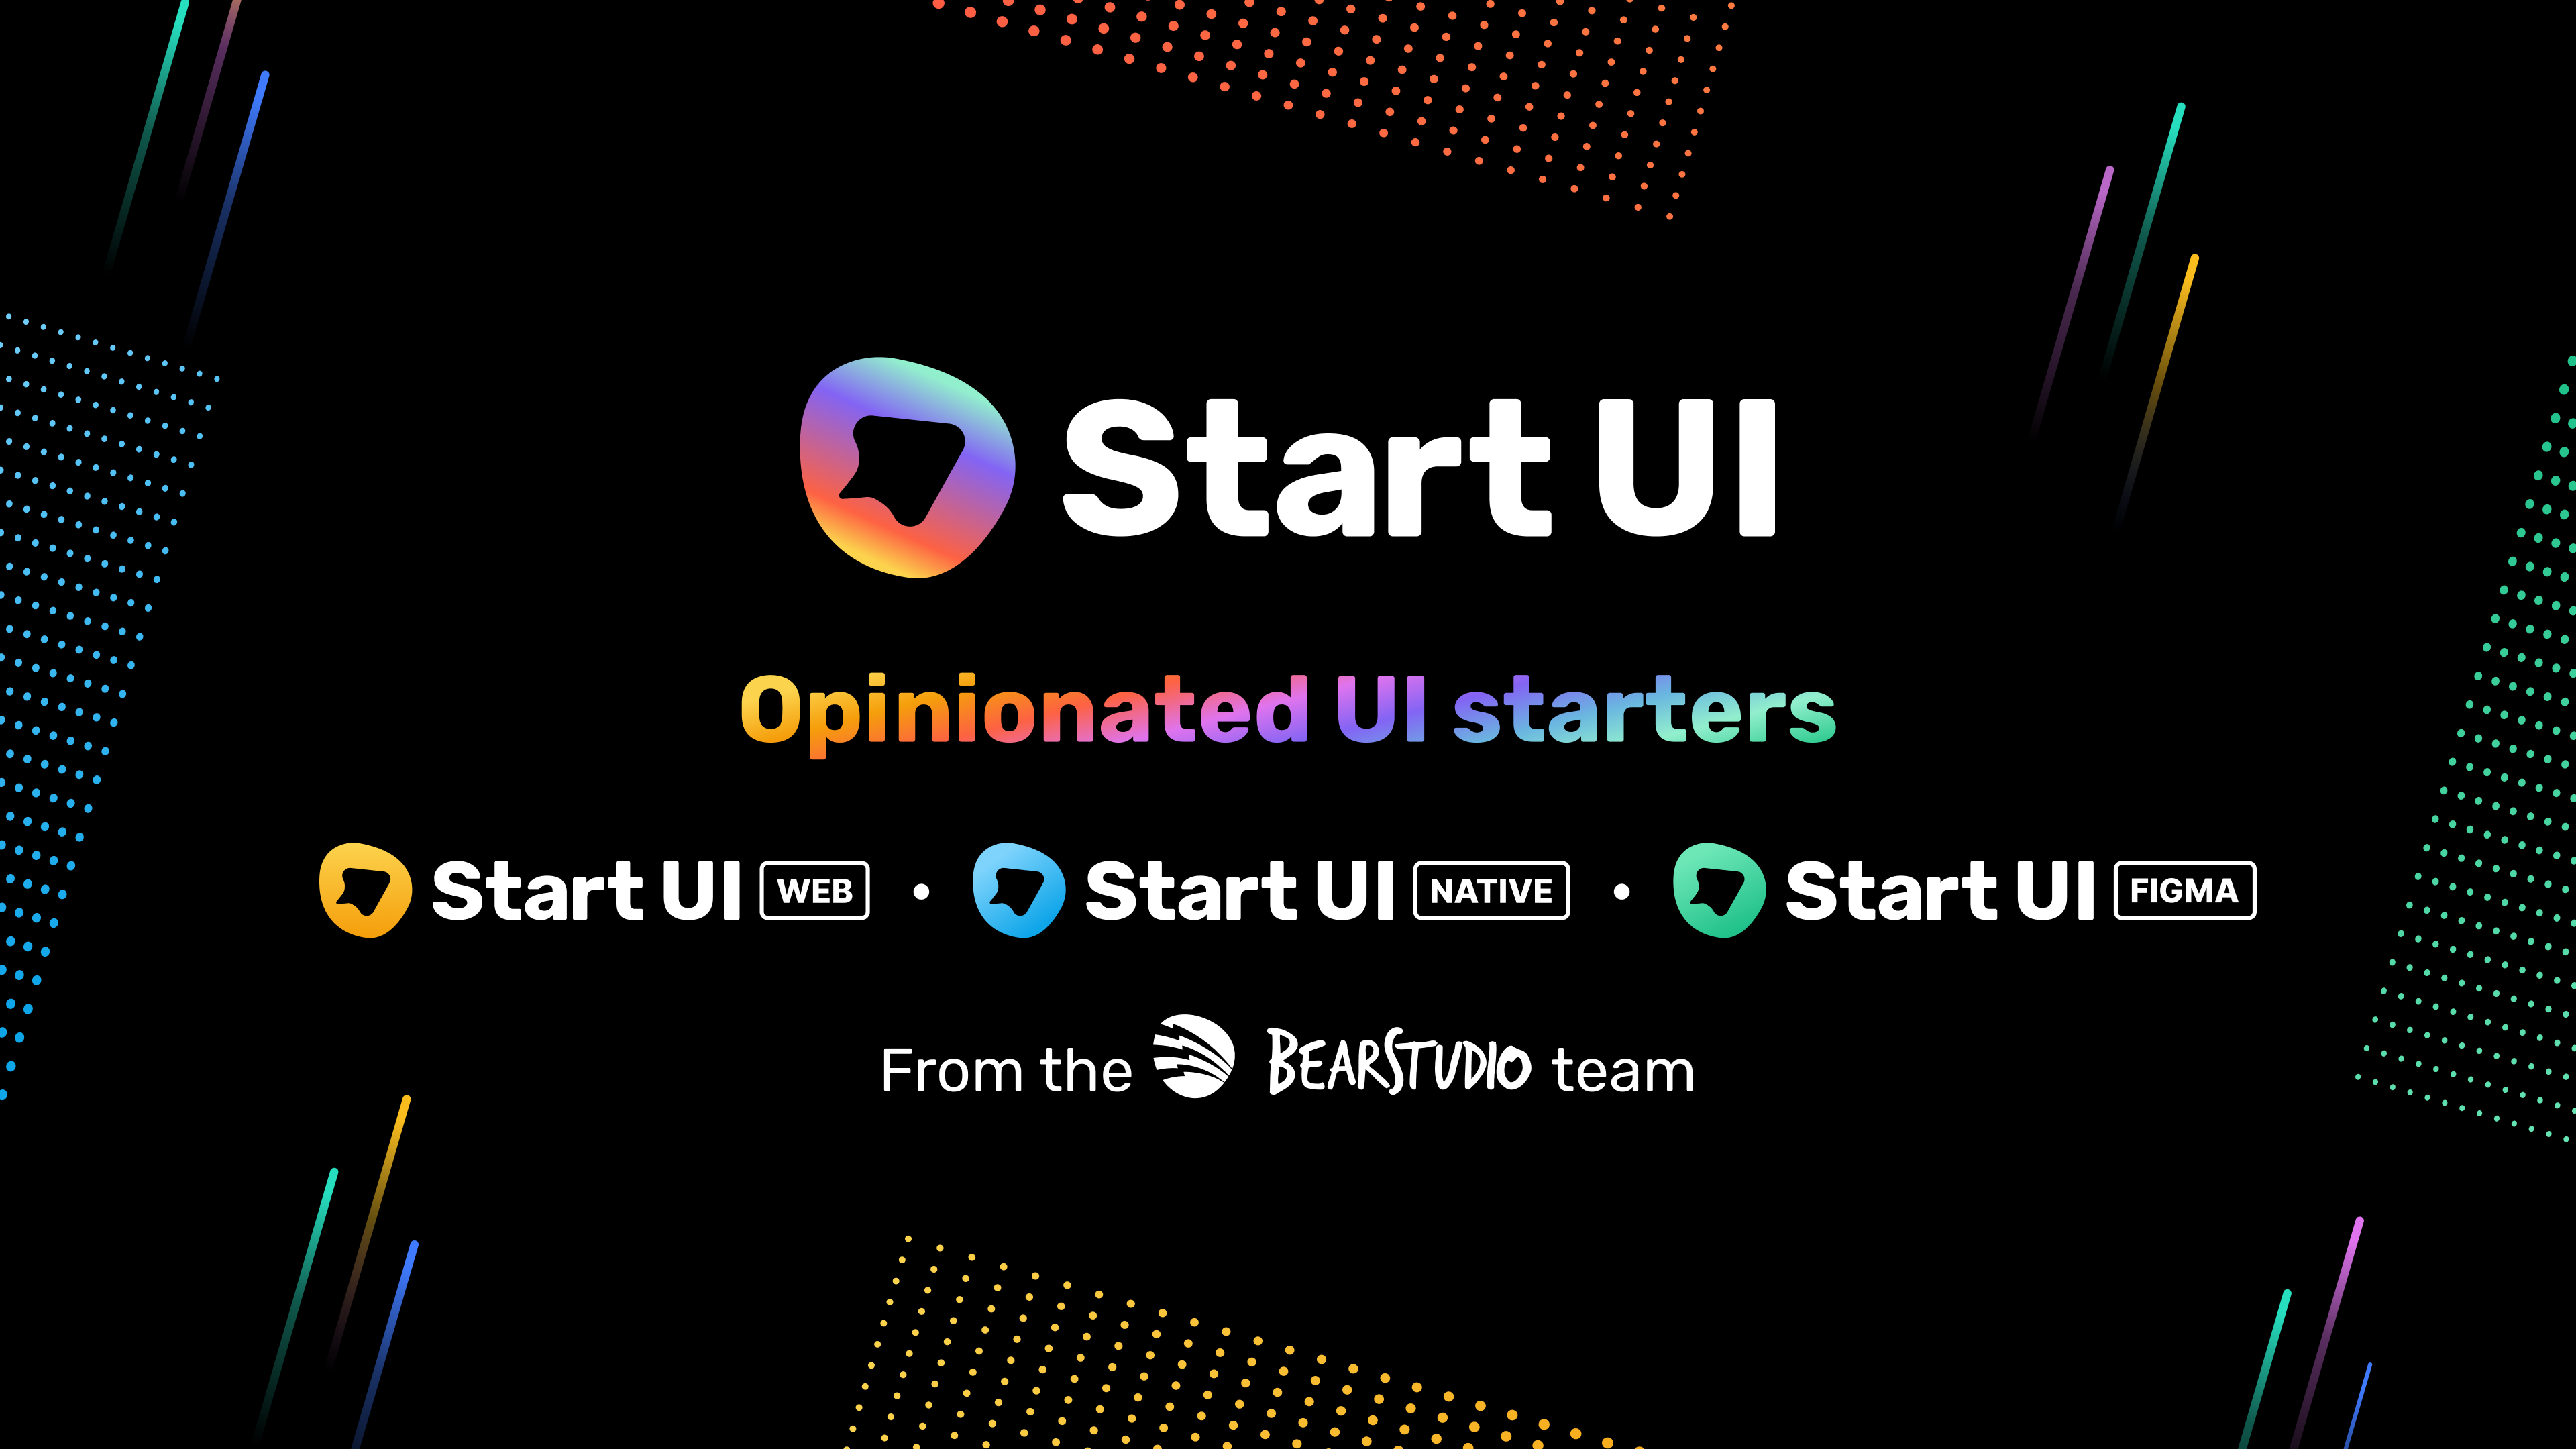 Start UI
Opinionated UI starters
Start UI WEB • Start UI NATIVE • Start UI FIGMA
From the BEARSTUDIO team